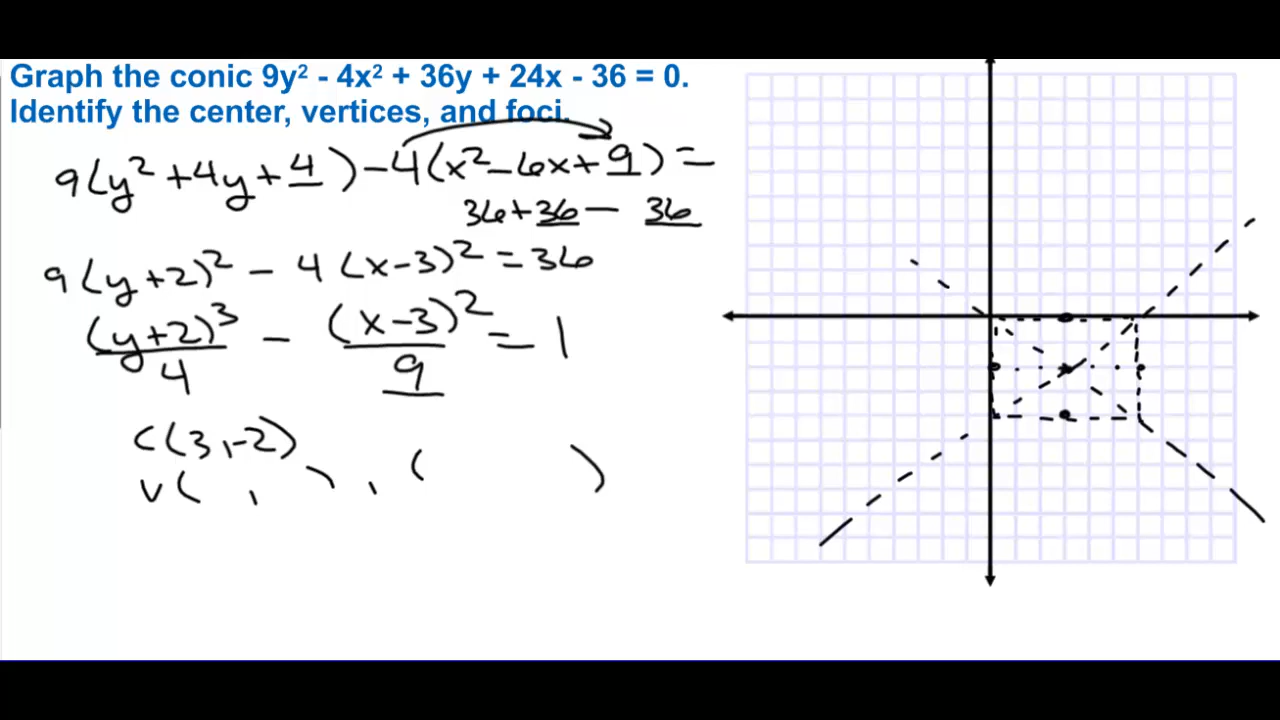 Graph the conic 9y² - 4x² + 36y + 24x - 36 = 0.
Identify the center, vertices, and foci.
9(y² + 4y + 4) - 4(x² - 6x + 9) =
36 + 36 - 36
9(y + 2)² - 4(x - 3)² = 36
(y + 2)³/4 - (x - 3)²/9 = 1
C(3, -2)
V( , ), ( )